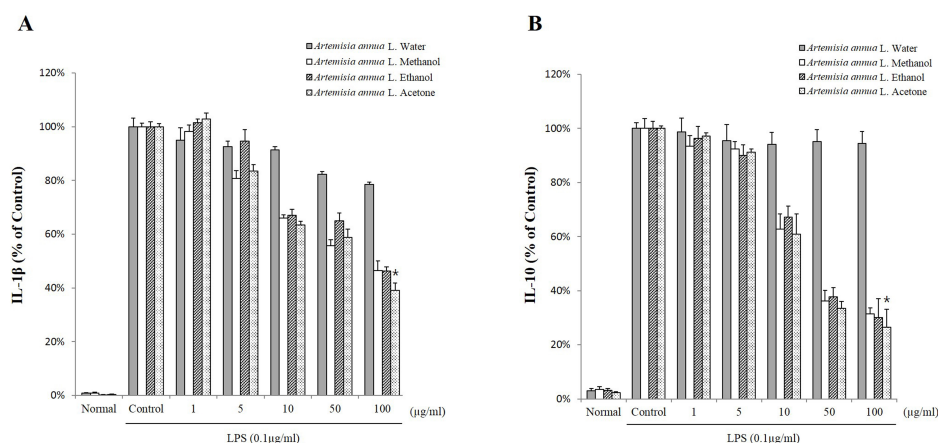 A
Artemisia annua L. Water
Artemisia annua L. Methanol
Artemisia annua L. Ethanol
Artemisia annua L. Acetone
IL-1β (% of Control)
120%
100%
80%
60%
40%
20%
0%
*
Normal Control 1 5 10 50 100 (μg/ml)
LPS (0.1μg/ml)
B
Artemisia annua L. Water
Artemisia annua L. Methanol
Artemisia annua L. Ethanol
Artemisia annua L. Acetone
IL-10 (% of Control)
120%
100%
80%
60%
40%
20%
0%
*
Normal Control 1 5 10 50 100 (μg/ml)
LPS (0.1μg/ml)